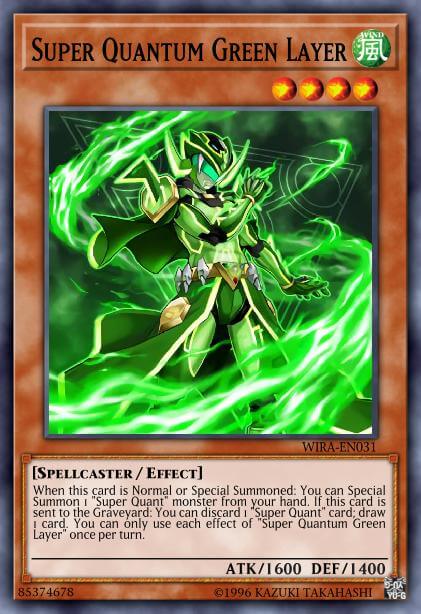 Super Quantum Green Layer
WIND
風
WIRA-EN031
[Spellcaster / Effect]
When this card is Normal or Special Summoned: You can Special
Summon 1 "Super Quant" monster from your hand. If this card is
sent to the Graveyard: You can discard 1 "Super Quant" card; draw
1 card. You can only use each effect of "Super Quantum Green
Layer" once per turn.
ATK/1600 DEF/1400
85374678
©1996 KAZUKI TAKAHASHI